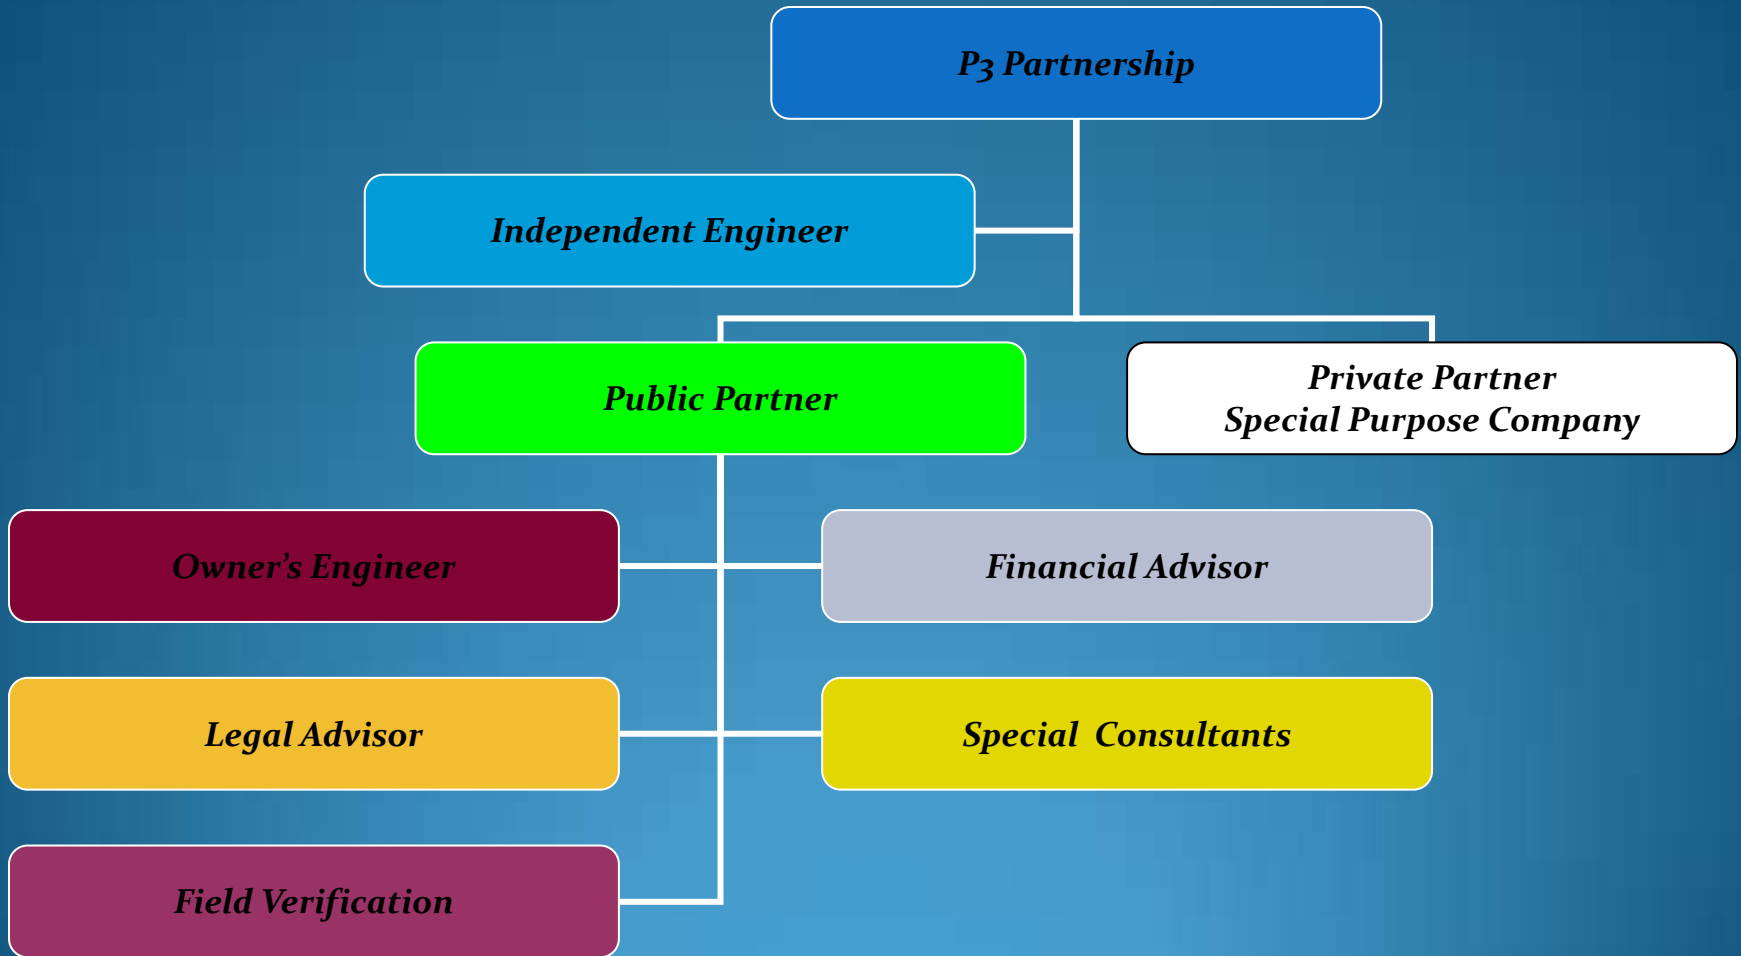 P3 Partnership
Independent Engineer
Public Partner
Private Partner
Special Purpose Company
Owner’s Engineer
Financial Advisor
Legal Advisor
Special  Consultants
Field Verification